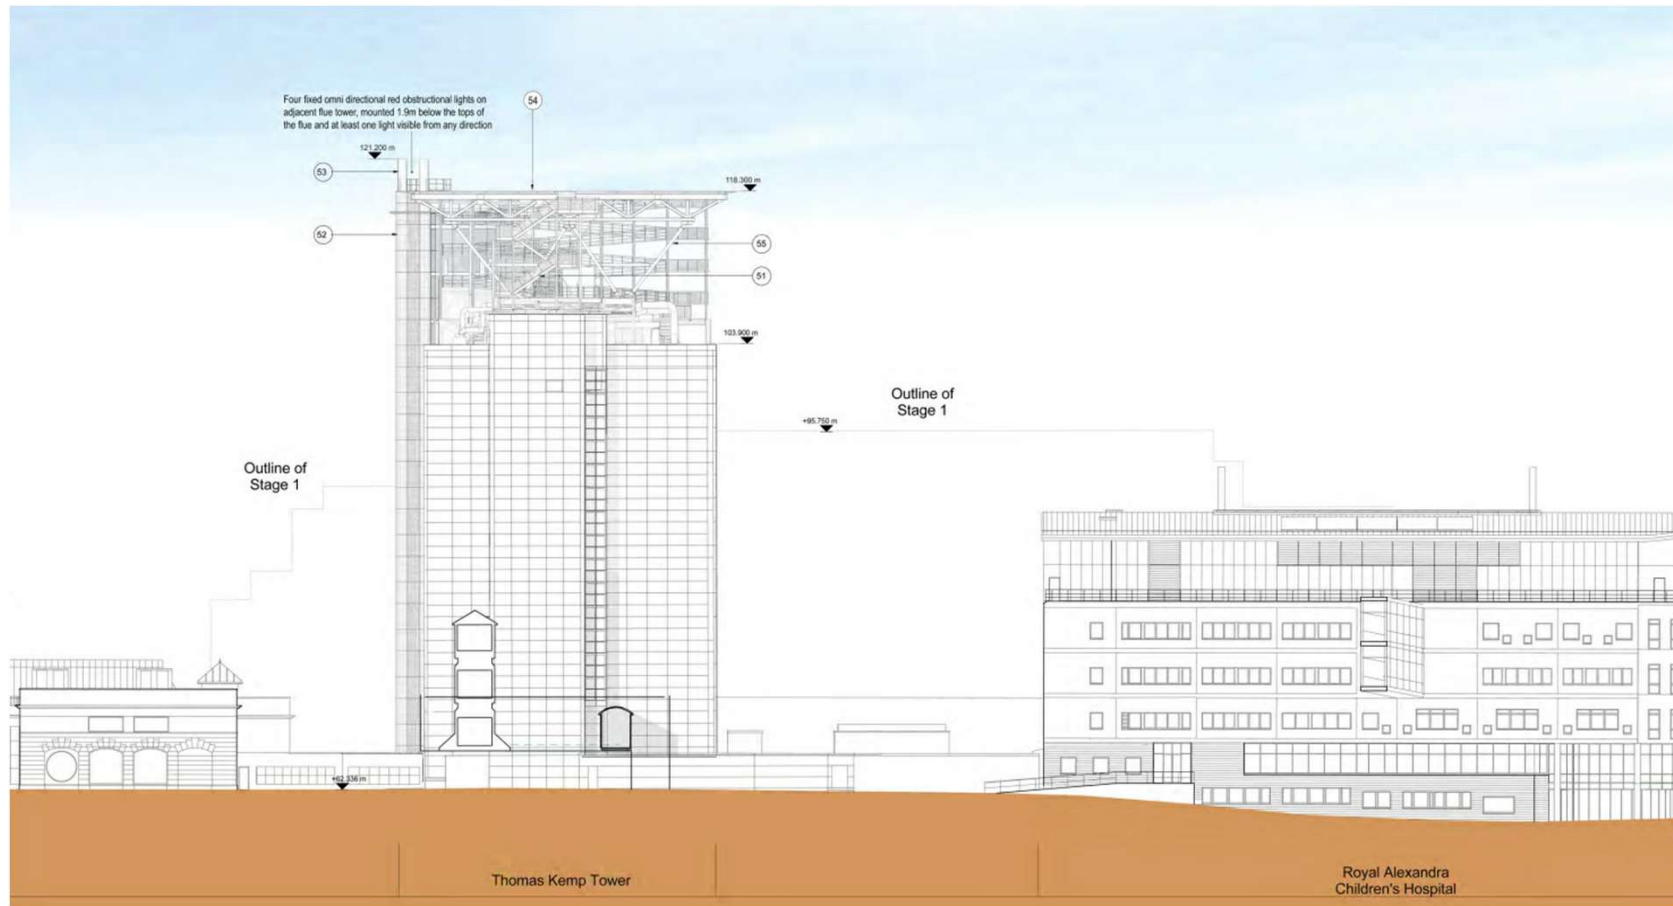 Four fixed omni directional red obstructional lights on
adjacent flue tower, mounted 1.9m below the tops of
the flue and at least one light visible from any direction
54
121.200 m
53
118.300 m
52
55
51
103.900 m
Outline of
Stage 1
+95.750 m
Outline of
Stage 1
+62.336 m
Thomas Kemp Tower
Royal Alexandra
Children's Hospital